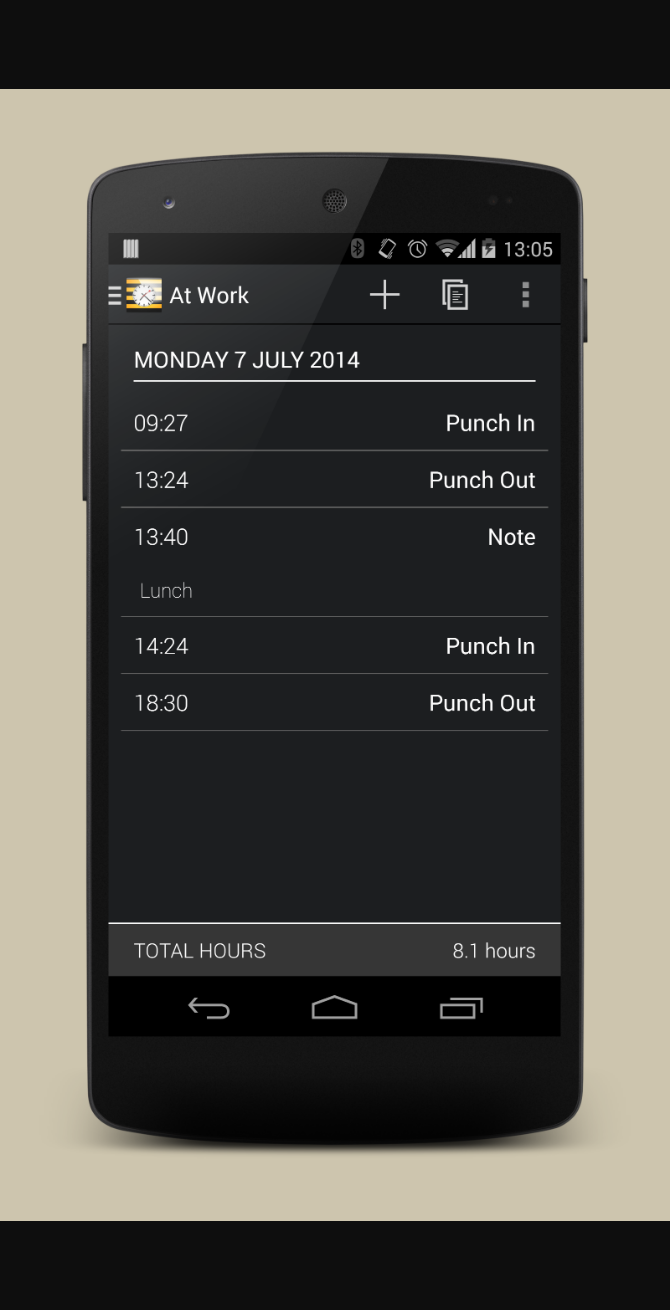 13:05
At Work
MONDAY 7 JULY 2014
09:27 Punch In
13:24 Punch Out
13:40 Note
Lunch
14:24 Punch In
18:30 Punch Out
TOTAL HOURS 8.1 hours